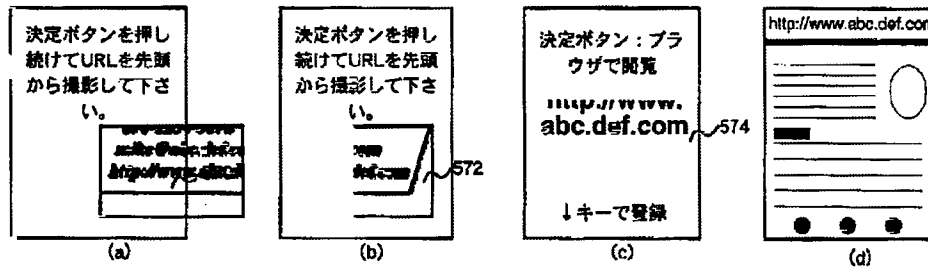 決定ボタンを押し
続けてURLを先頭
から撮影して下さ
い。
(a)
決定ボタンを押し
続けてURLを先頭
から撮影して下さ
い。
572
(b)
決定ボタン：ブラ
ウザで閲覧
http://www.
abc.def.com
574
↓キーで登録
(c)
http://www.abc.def.com
(d)